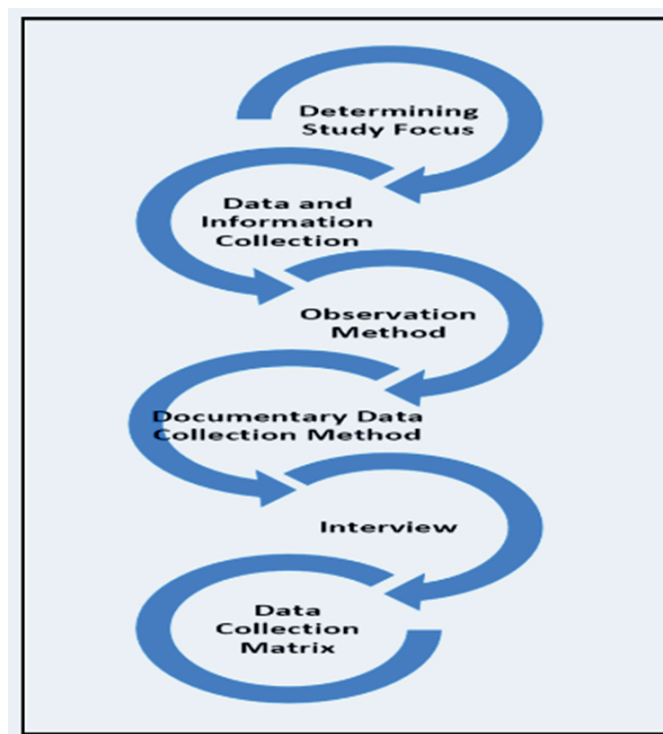 Determining
Study Focus
Data and
Information
Collection
Observation
Method
Documentary Data
Collection Method
Interview
Data
Collection
Matrix